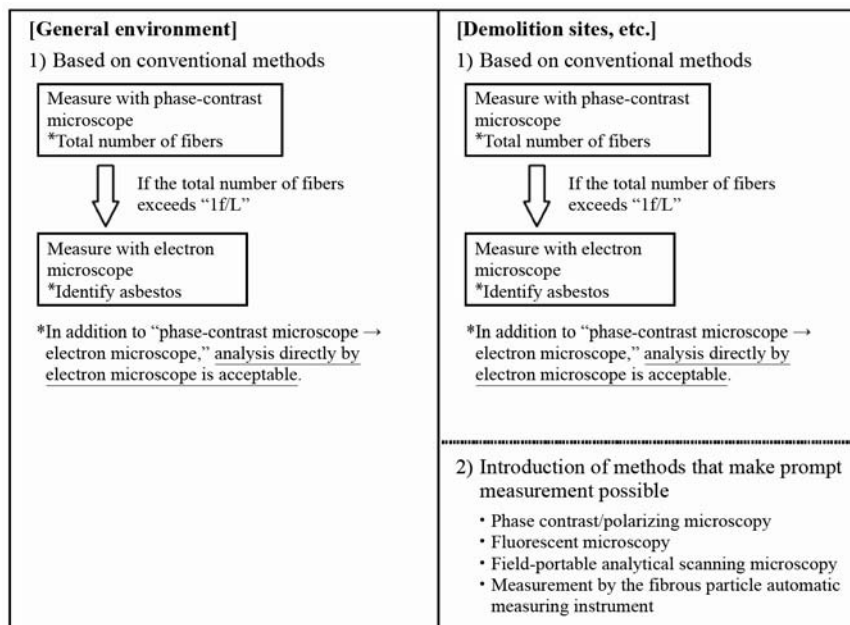 [General environment]
1) Based on conventional methods
Measure with phase-contrast
microscope
*Total number of fibers
If the total number of fibers
exceeds “1f/L”
Measure with electron
microscope
*Identify asbestos
*In addition to “phase-contrast microscope →
electron microscope,” analysis directly by
electron microscope is acceptable.
[Demolition sites, etc.]
1) Based on conventional methods
Measure with phase-contrast
microscope
*Total number of fibers
If the total number of fibers
exceeds “1f/L”
Measure with electron
microscope
*Identify asbestos
*In addition to “phase-contrast microscope →
electron microscope,” analysis directly by
electron microscope is acceptable.
2) Introduction of methods that make prompt
measurement possible
・Phase contrast/polarizing microscopy
・Fluorescent microscopy
・Field-portable analytical scanning microscopy
・Measurement by the fibrous particle automatic
measuring instrument